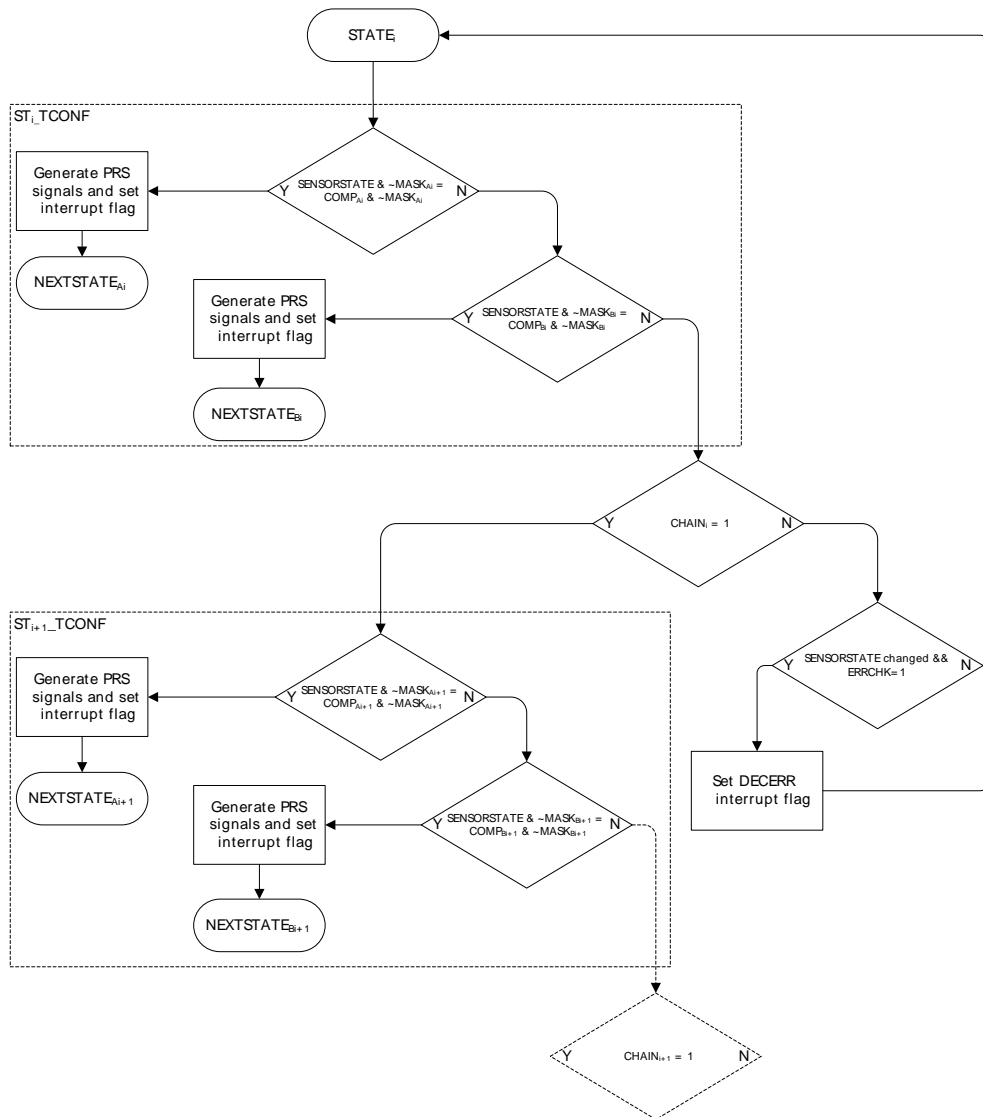 STATEi
STi_TCONF
Generate PRS
signals and set
interrupt flag
Y
SENSORSTATE & ~MASKAi =
COMPAi & ~MASKAi
N
NEXTSTATEAi
Generate PRS
signals and set
interrupt flag
Y
SENSORSTATE & ~MASKBi =
COMPBi & ~MASKBi
N
NEXTSTATEBi
Y
CHAINi = 1
N
STi+1_TCONF
Y
SENSORSTATE changed &&
ERRCHK=1
N
Generate PRS
signals and set
interrupt flag
Y
SENSORSTATE & ~MASKAi+1 =
COMPAi+1 & ~MASKAi+1
N
NEXTSTATEAi+1
Set DECERR
interrupt flag
Generate PRS
signals and set
interrupt flag
Y
SENSORSTATE & ~MASKBi+1 =
COMPBi+1 & ~MASKBi+1
N
NEXTSTATEBi+1
Y
CHAINi+1 = 1
N